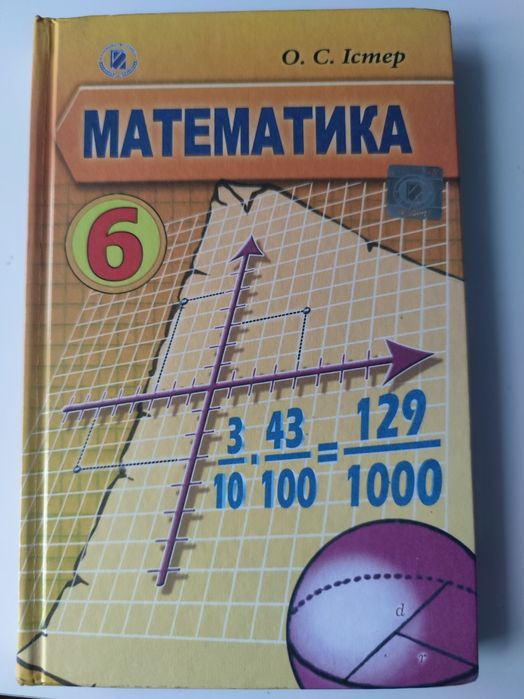 О. С. Істер
МАТЕМАТИКА
6
3/10 · 43/100 = 129/1000
d
r